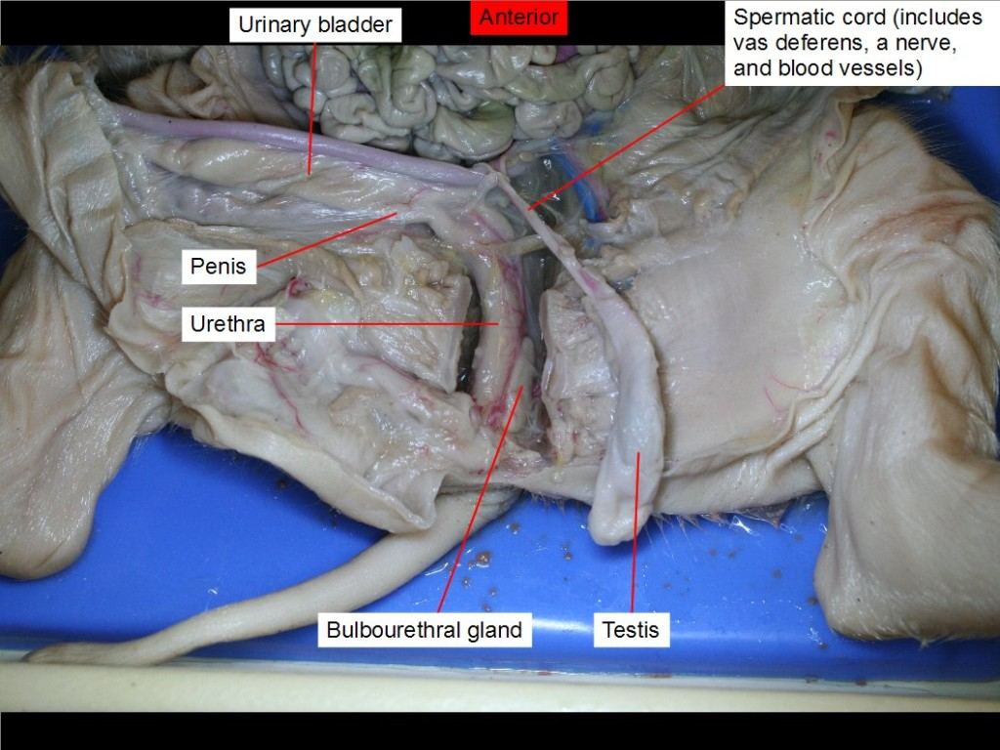 Urinary bladder
Anterior
Spermatic cord (includes
vas deferens, a nerve,
and blood vessels)
Penis
Urethra
Bulbourethral gland
Testis